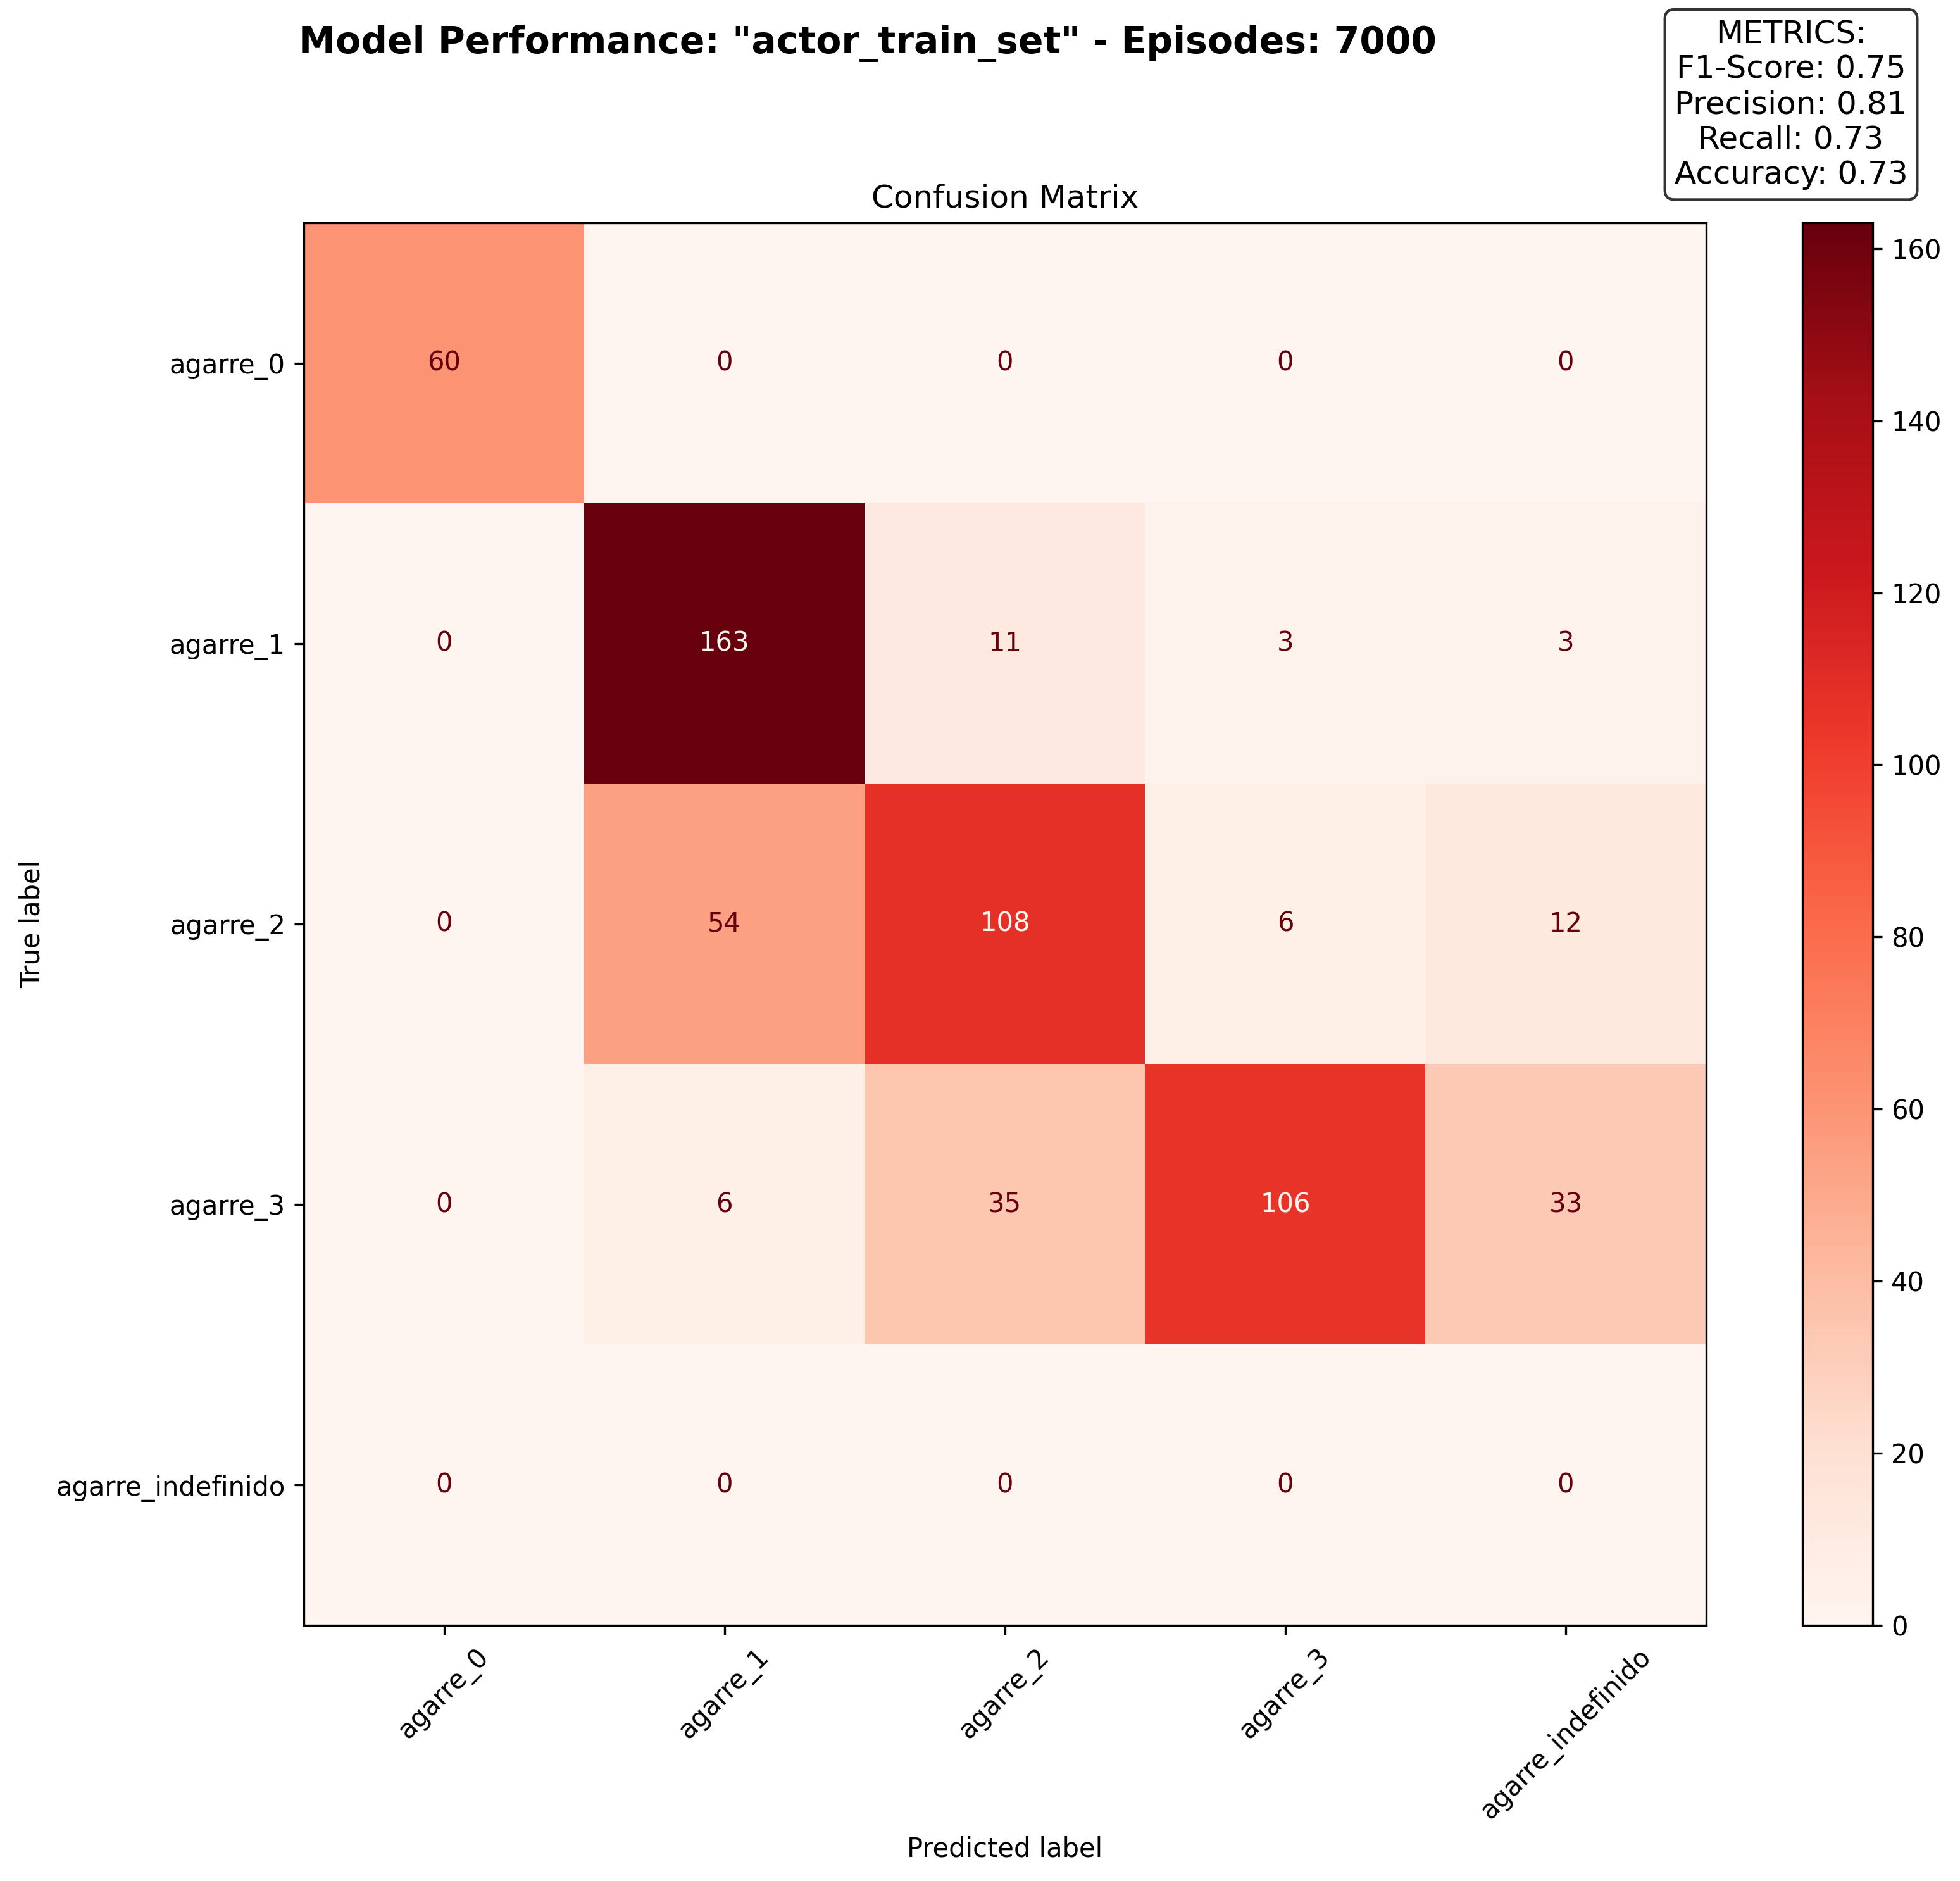 Model Performance: "actor_train_set" - Episodes: 7000
METRICS:
F1-Score: 0.75
Precision: 0.81
Recall: 0.73
Accuracy: 0.73
Confusion Matrix
True label
agarre_0
60 0 0 0 0
agarre_1
0 163 11 3 3
agarre_2
0 54 108 6 12
agarre_3
0 6 35 106 33
agarre_indefinido
0 0 0 0 0
agarre_0
agarre_1
agarre_2
agarre_3
agarre_indefinido
Predicted label
160
140
120
100
80
60
40
20
0